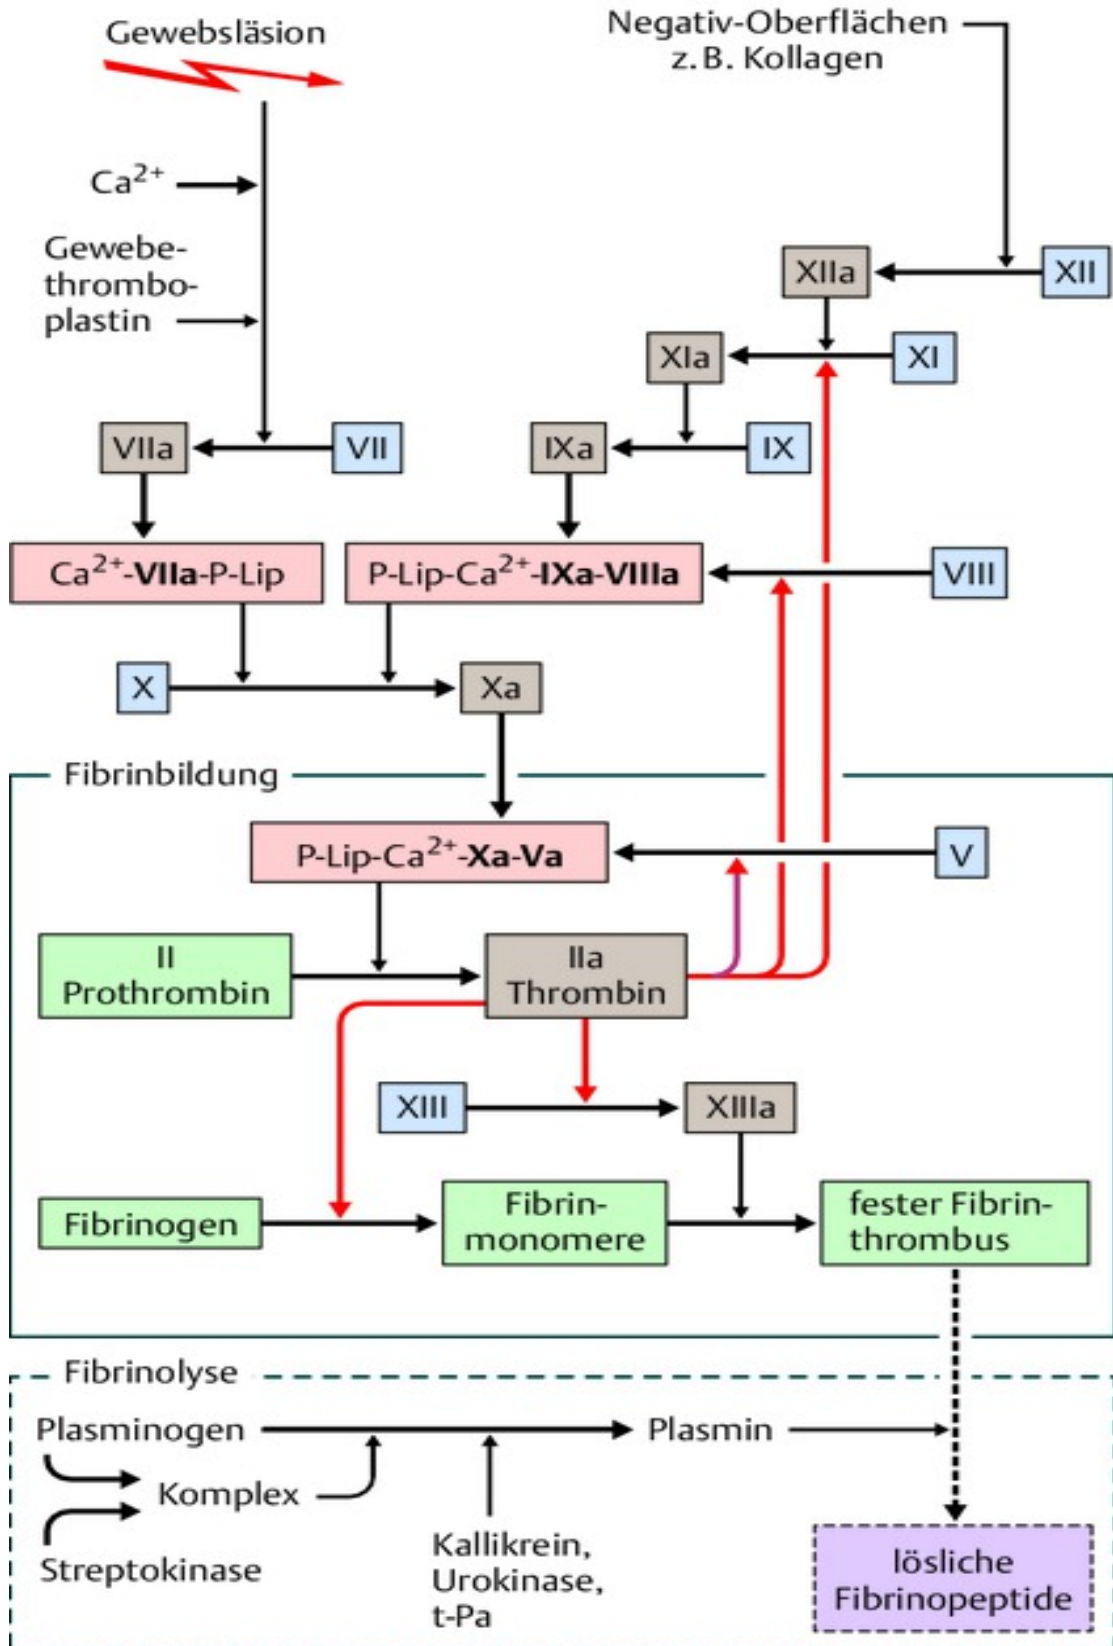 Gewebsläsion
Negativ-Oberflächen
z. B. Kollagen
Ca²⁺
Gewebe-
thrombo-
plastin
XIIa
XII
XIa
XI
VIIa
VII
IXa
IX
Ca²⁺-VIIa-P-Lip
P-Lip-Ca²⁺-IXa-VIIIa
VIII
X
Xa
Fibrinbildung
P-Lip-Ca²⁺-Xa-Va
V
II
Prothrombin
IIa
Thrombin
XIII
XIIIa
Fibrinogen
Fibrin-
monomere
fester Fibrin-
thrombus
Fibrinolyse
Plasminogen
Plasmin
Komplex
Streptokinase
Kallikrein,
Urokinase,
t-Pa
lösliche
Fibrinopeptide